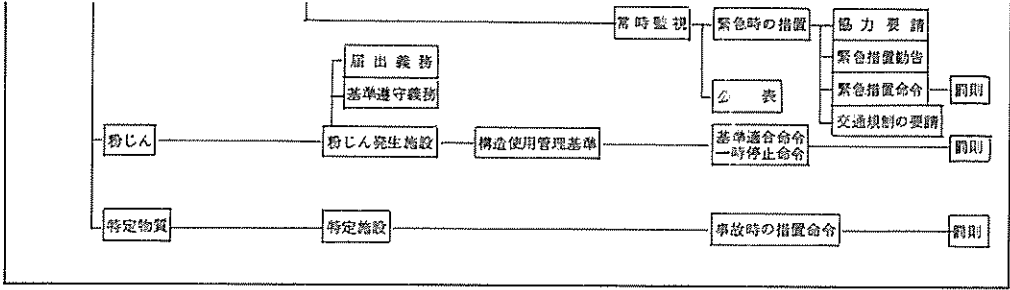 常時監視
緊急時の措置
協力要請
緊急措置勧告
緊急措置命令
罰則
交通規制の要請
公表
届出義務
基準遵守義務
粉じん
粉じん発生施設
構造使用管理基準
基準適合命令
一時停止命令
罰則
特定物質
特定施設
事故時の措置命令
罰則